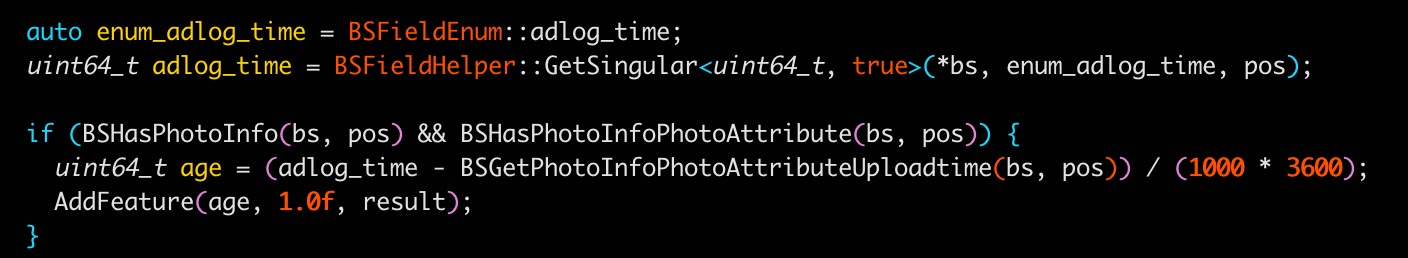 auto enum_adlog_time = BSFieldEnum::adlog_time;
uint64_t adlog_time = BSFieldHelper::GetSingular<uint64_t, true>(*bs, enum_adlog_time, pos);

if (BSHasPhotoInfo(bs, pos) && BSHasPhotoInfoPhotoAttribute(bs, pos)) {
  uint64_t age = (adlog_time - BSGetPhotoInfoPhotoAttributeUploadtime(bs, pos)) / (1000 * 3600);
  AddFeature(age, 1.0f, result);
}